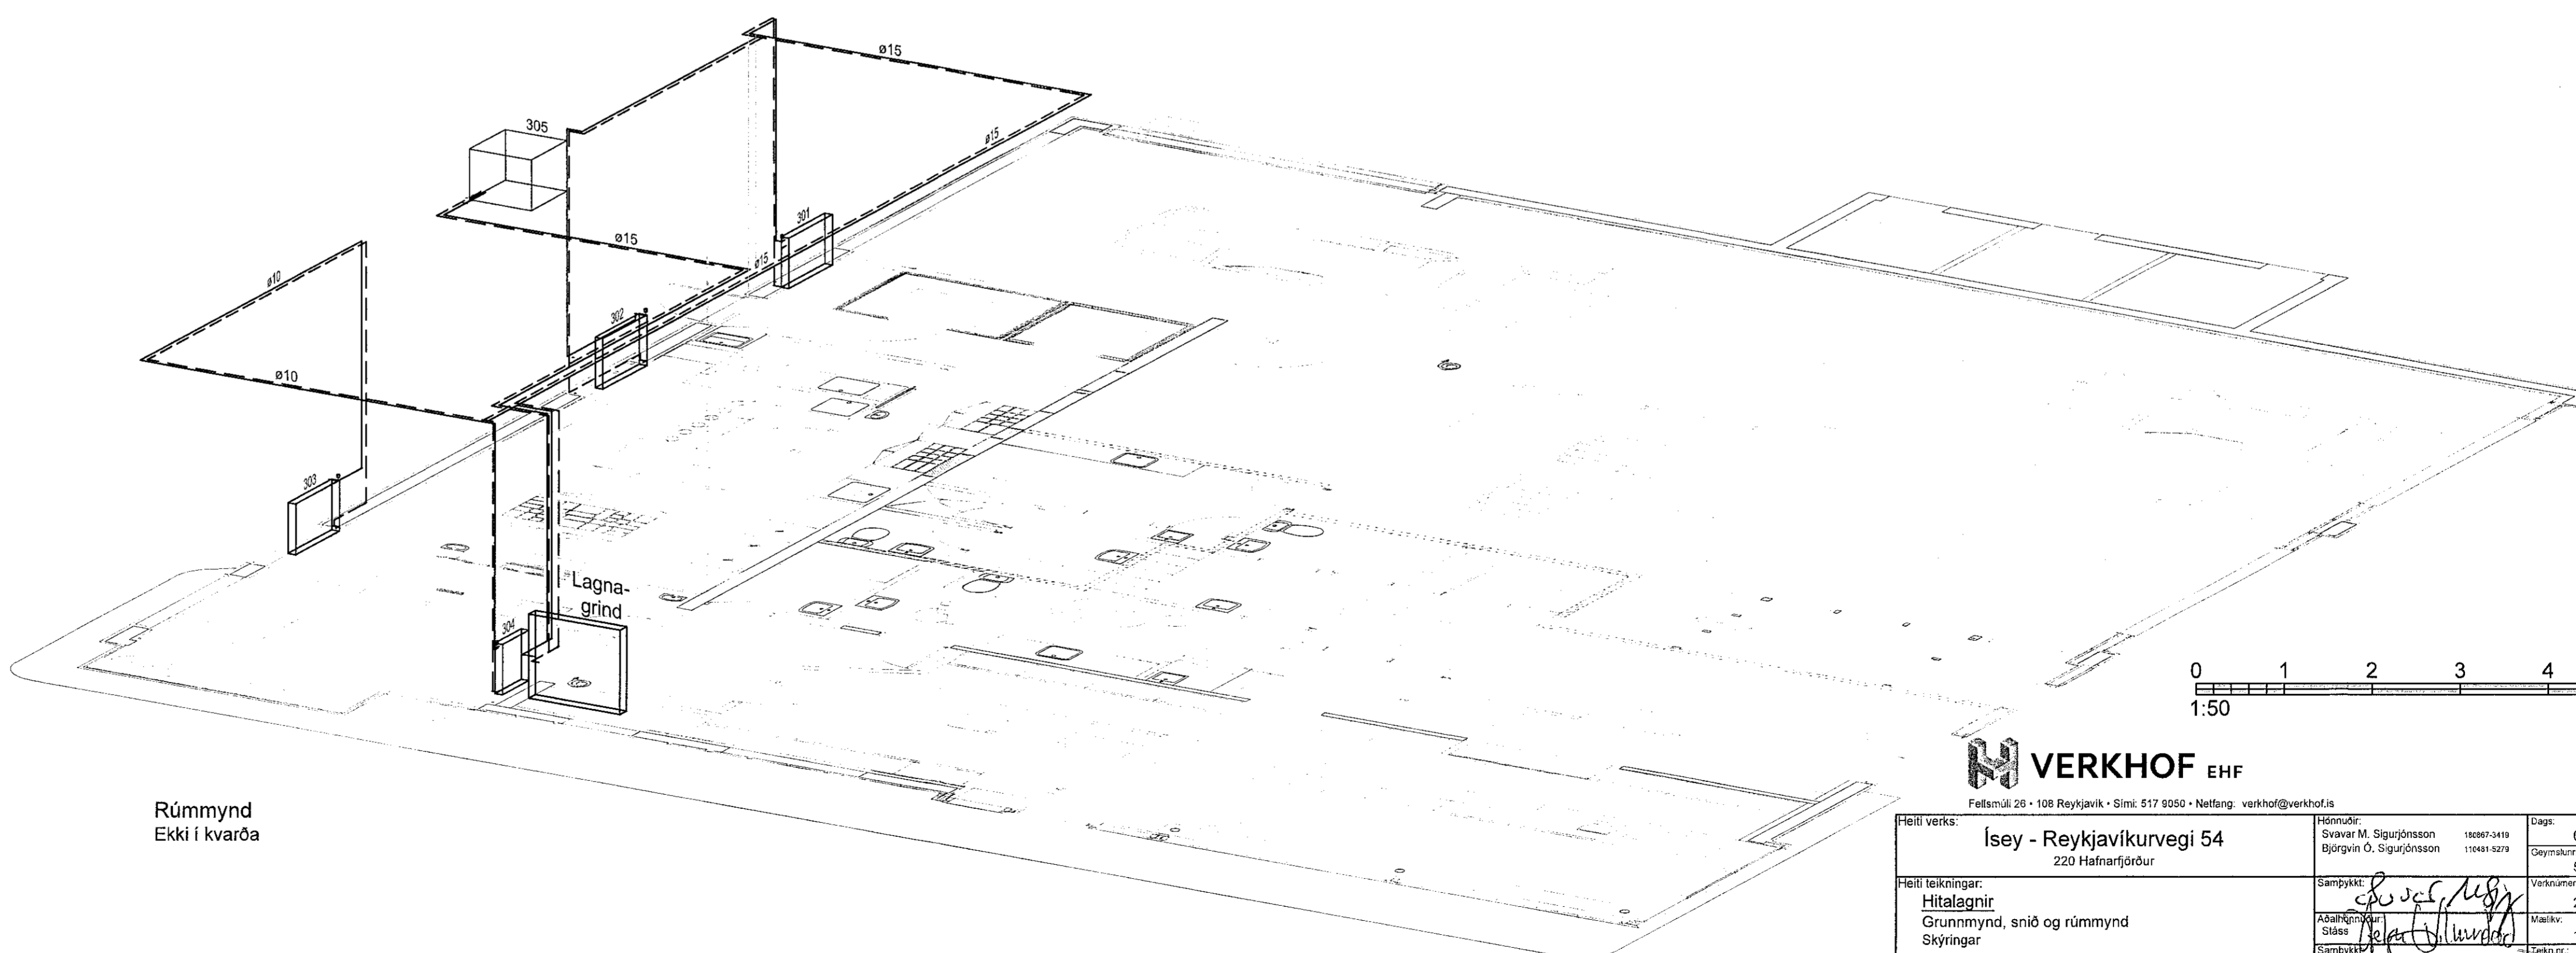 ø15
305
ø15
301
ø15
ø15
ø10
302
ø10
303
Lagna-
grind
304
0 1 2 3 4
1:50
VERKHOF EHF
Fellsmúli 26 • 108 Reykjavik • Sími: 517 9050 • Netfang: verkhof@verkhof.is
Rúmmynd
Ekki í kvarða
Heiti verks:
Ísey - Reykjavíkurvegi 54
220 Hafnarfjörður
Hönnuðir:
Svavar M. Sigurjónsson 180867-3419
Björgvin Ó. Sigurjónsson 110481-5279
Dags:
Heiti teikningar:
Hitalagnir
Grunnmynd, snið og rúmmynd
Skýringar
Samþykkt:
Aðalhönnuður:
Stáss
Mælikv: